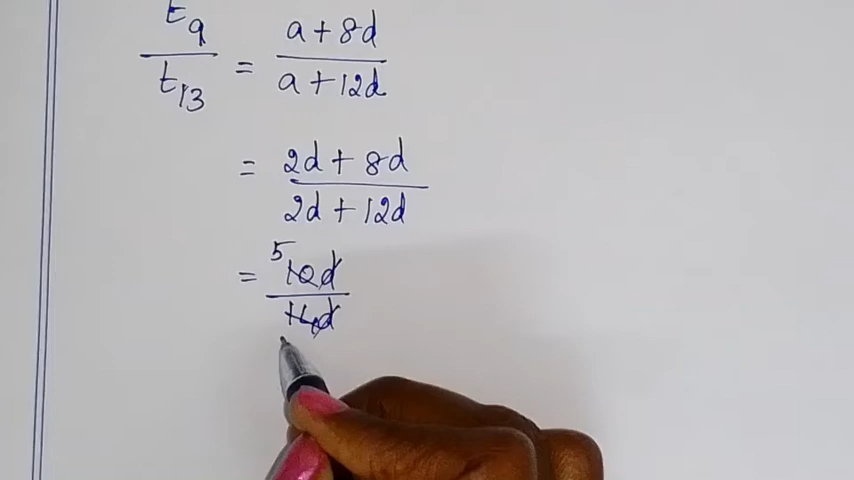 t9 / t13 = a + 8d / a + 12d
= 2d + 8d / 2d + 12d
= 5 10d / 14d